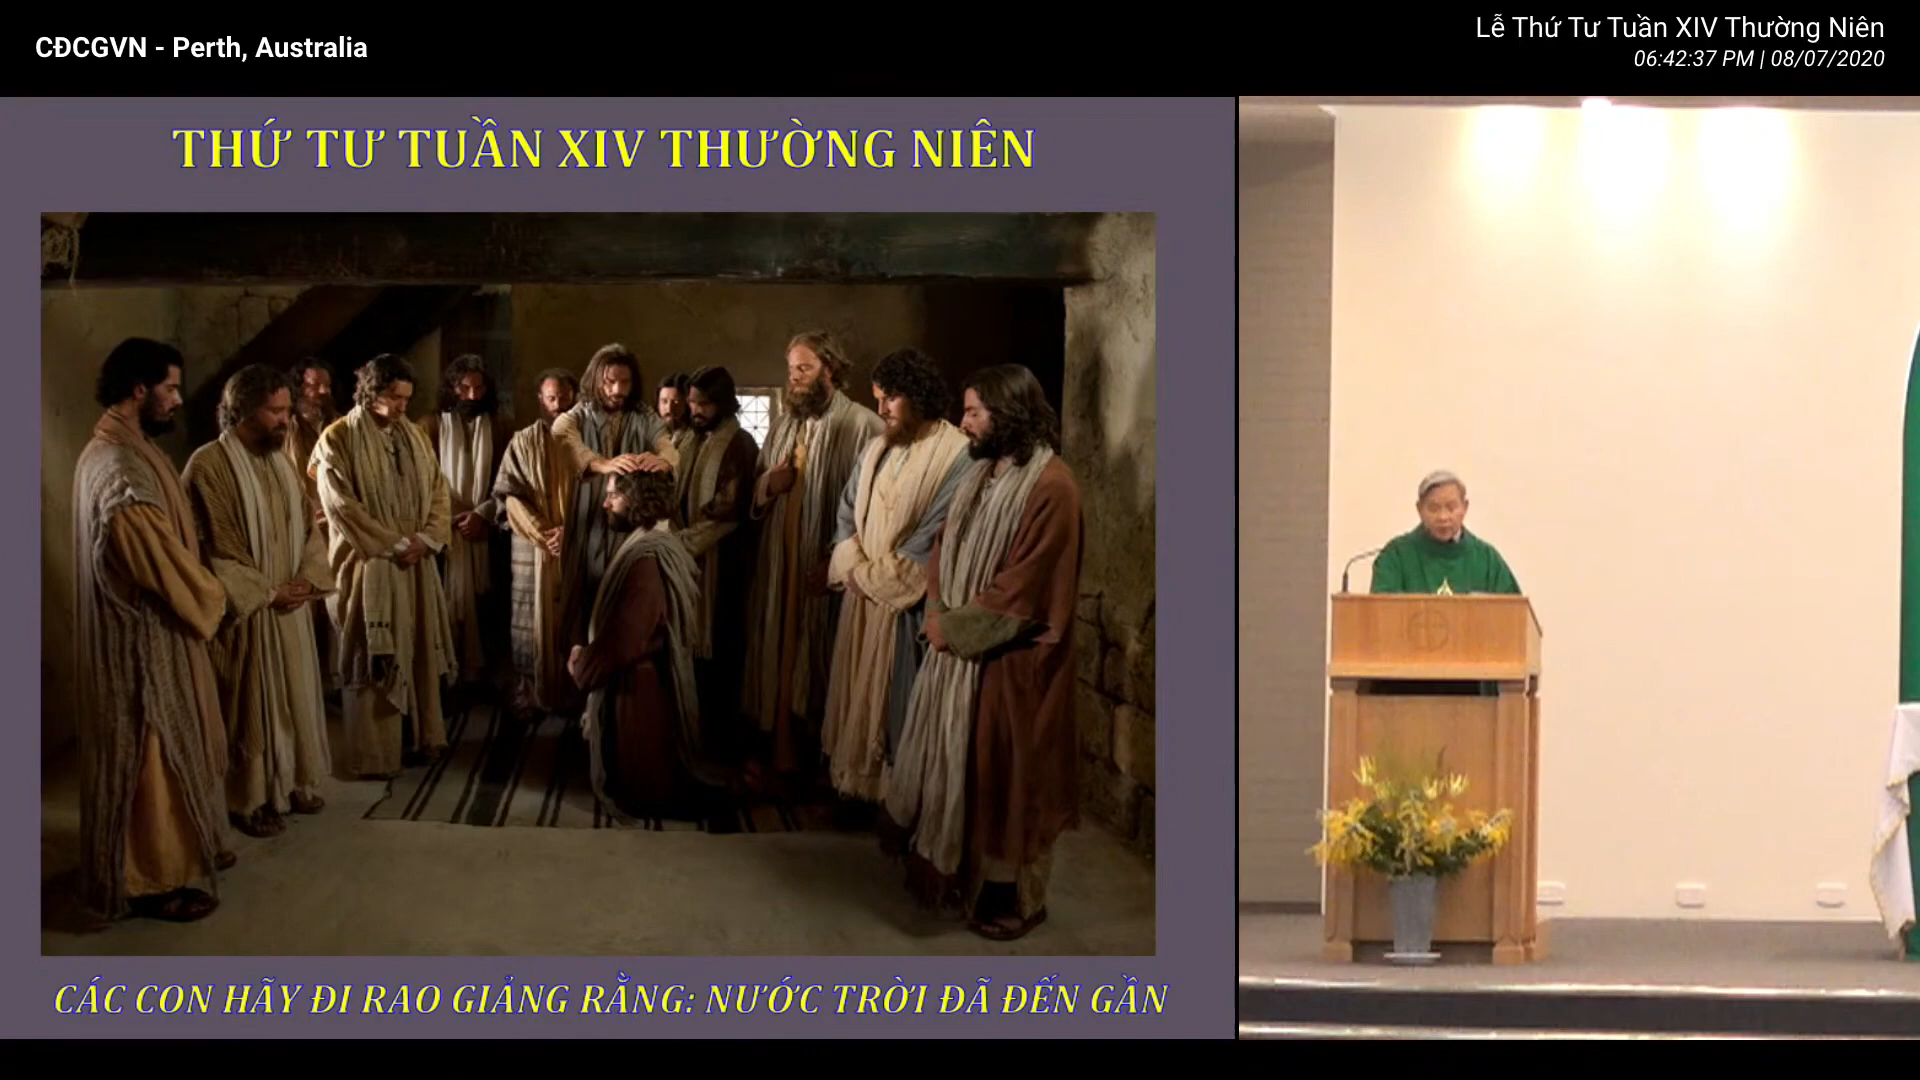 CĐCGVN - Perth, Australia
Lễ Thứ Tư Tuần XIV Thường Niên
06:42:37 PM | 08/07/2020
THỨ TƯ TUẦN XIV THƯỜNG NIÊN
CÁC CON HÃY ĐI RAO GIẢNG RẰNG: NƯỚC TRỜI ĐÃ ĐẾN GẦN